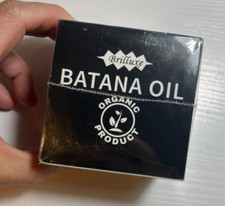 Brilluxe
BATANA OIL
ORGANIC
PRODUCT